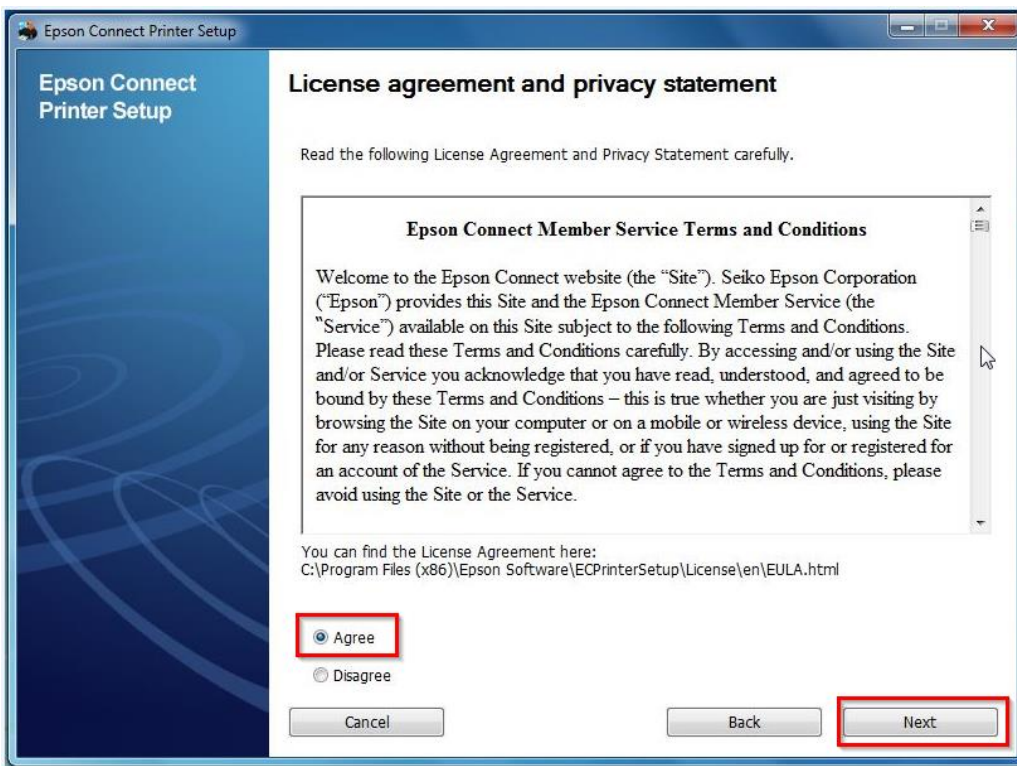 Epson Connect Printer Setup
Epson Connect
Printer Setup
License agreement and privacy statement
Read the following License Agreement and Privacy Statement carefully.
Epson Connect Member Service Terms and Conditions
Welcome to the Epson Connect website (the “Site”). Seiko Epson Corporation
(“Epson”) provides this Site and the Epson Connect Member Service (the
‟Service”) available on this Site subject to the following Terms and Conditions.
Please read these Terms and Conditions carefully. By accessing and/or using the Site
and/or Service you acknowledge that you have read, understood, and agreed to be
bound by these Terms and Conditions – this is true whether you are just visiting by
browsing the Site on your computer or on a mobile or wireless device, using the Site
for any reason without being registered, or if you have signed up for or registered for
an account of the Service. If you cannot agree to the Terms and Conditions, please
avoid using the Site or the Service.
You can find the License Agreement here:
C:\Program Files (x86)\Epson Software\ECPrinterSetup\License\en\EULA.html
Agree
Disagree
Cancel
Back
Next